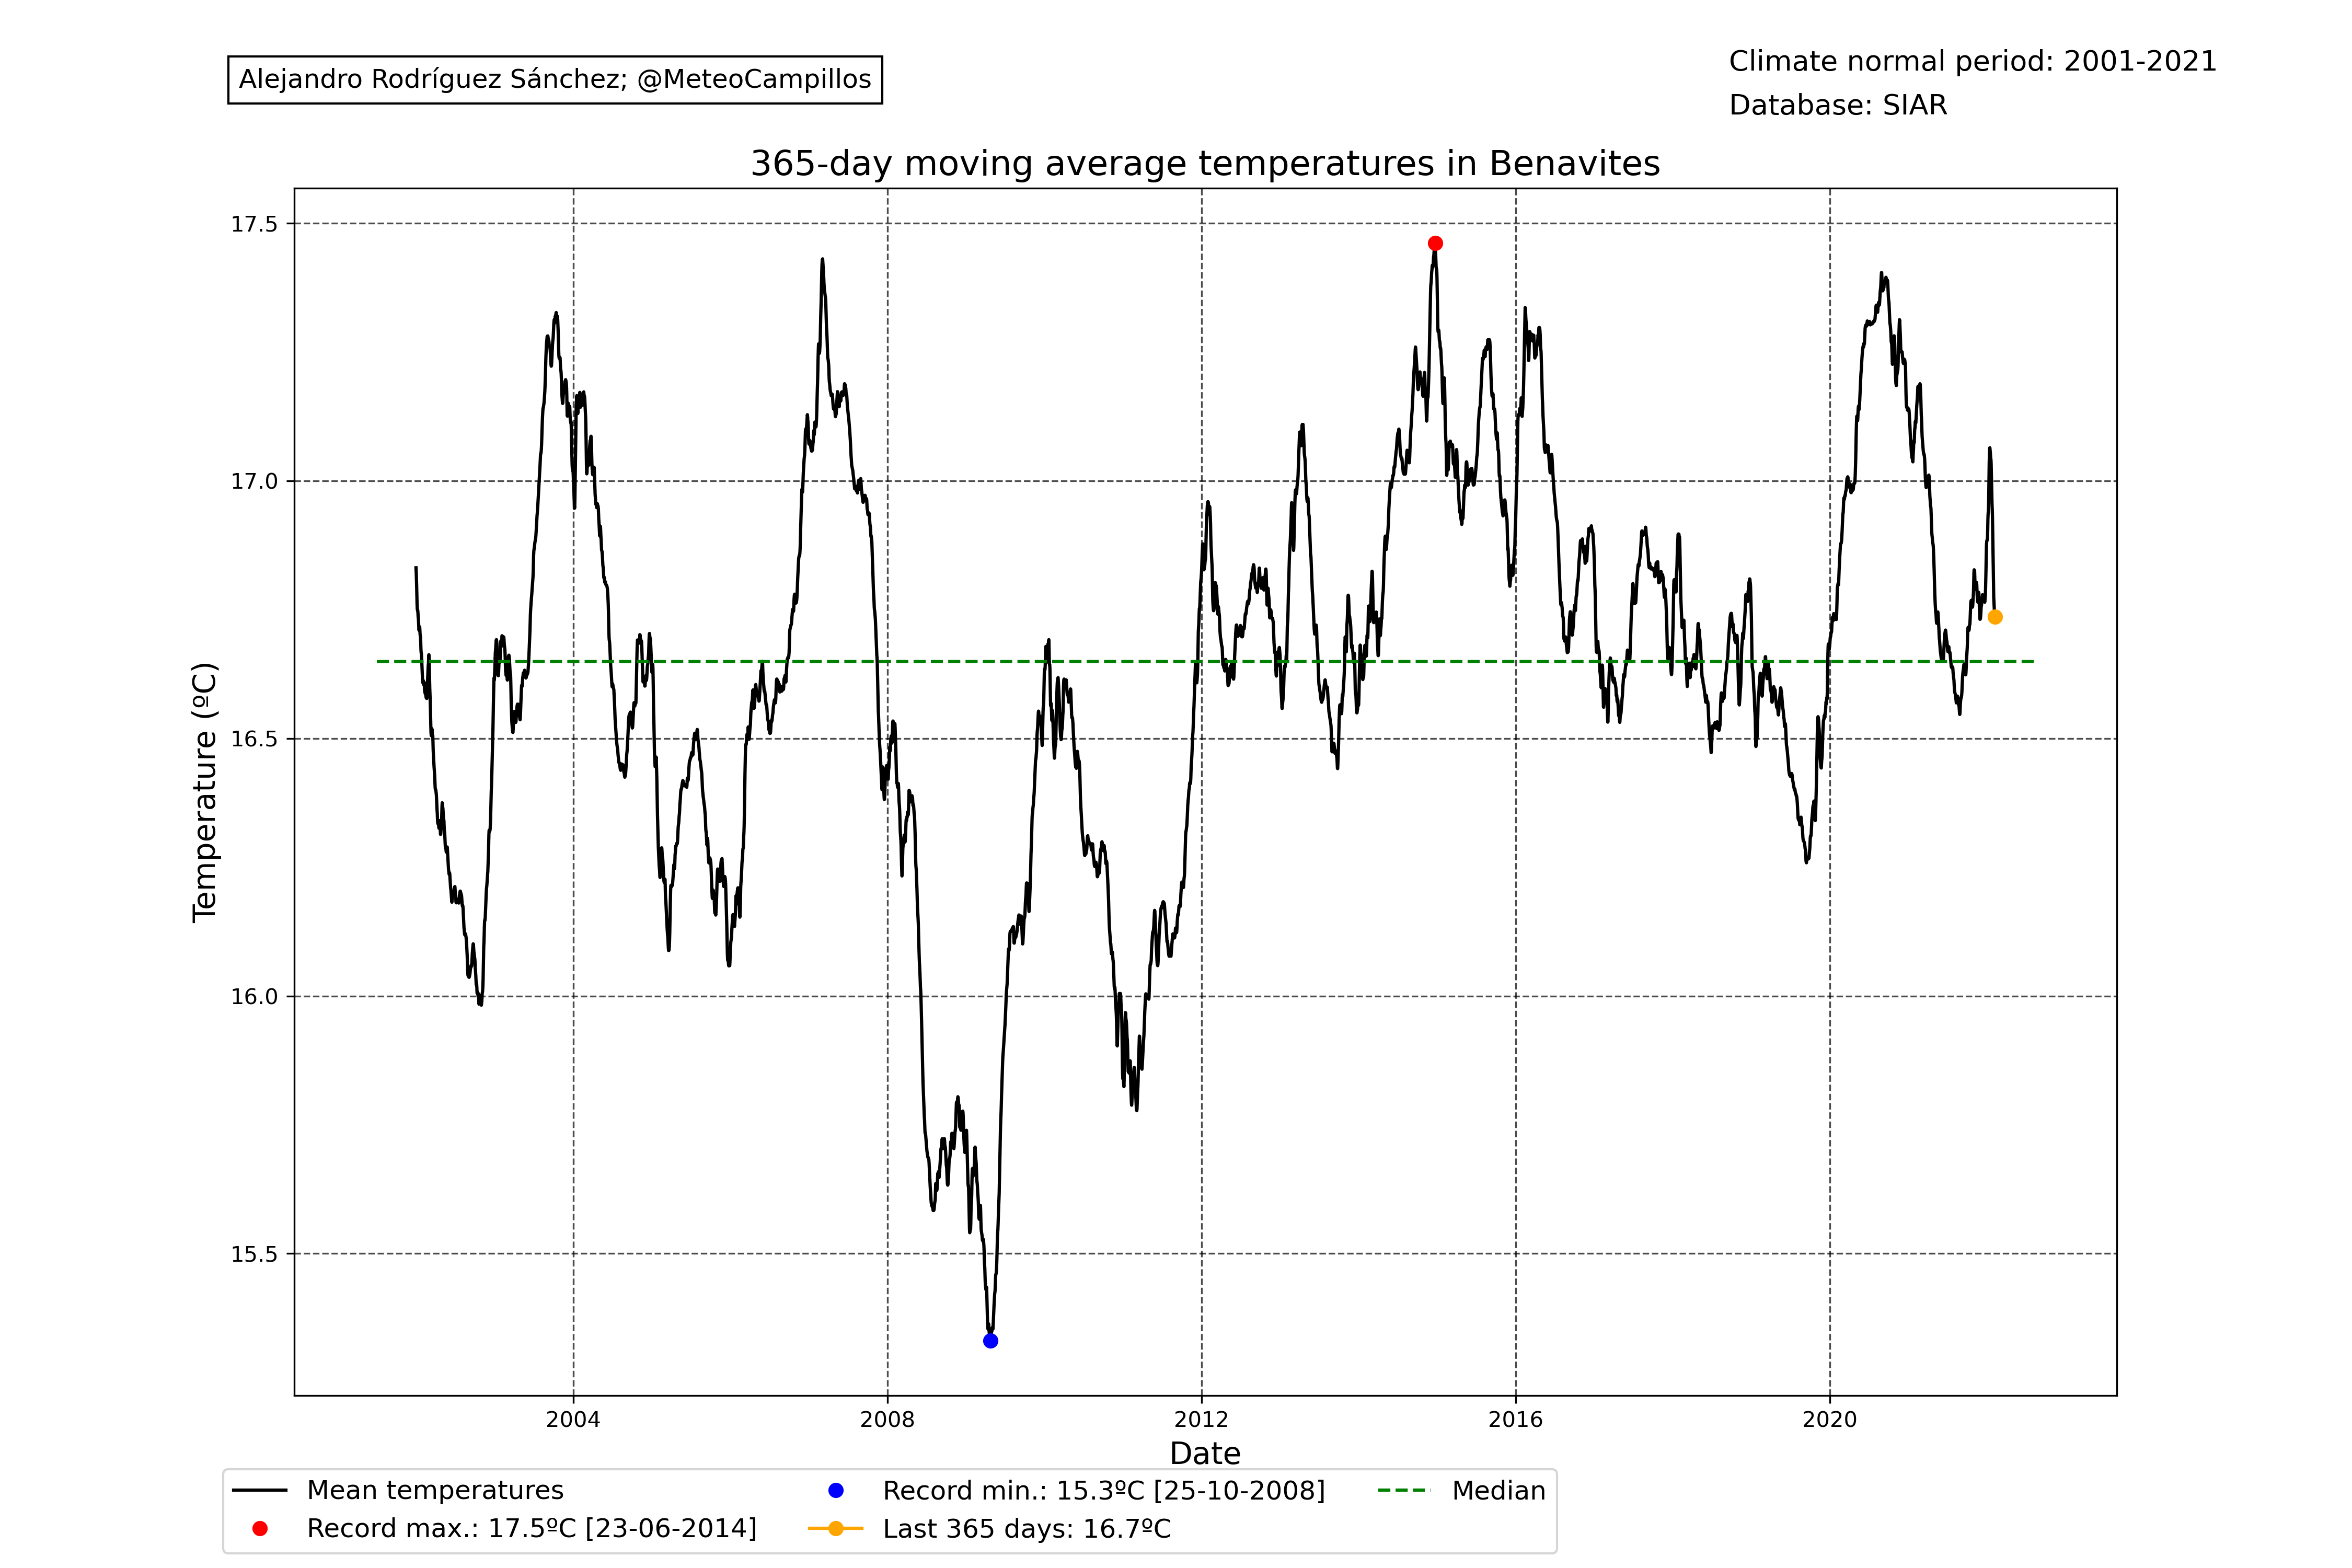 Alejandro Rodríguez Sánchez; @MeteoCampillos
Climate normal period: 2001-2021
Database: SIAR
365-day moving average temperatures in Benavites
17.5
17.0
16.5
16.0
15.5
Temperature (ºC)
2004 2008 2012 2016 2020
Date
Mean temperatures
Record max.: 17.5ºC [23-06-2014]
Record min.: 15.3ºC [25-10-2008]
Last 365 days: 16.7ºC
Median